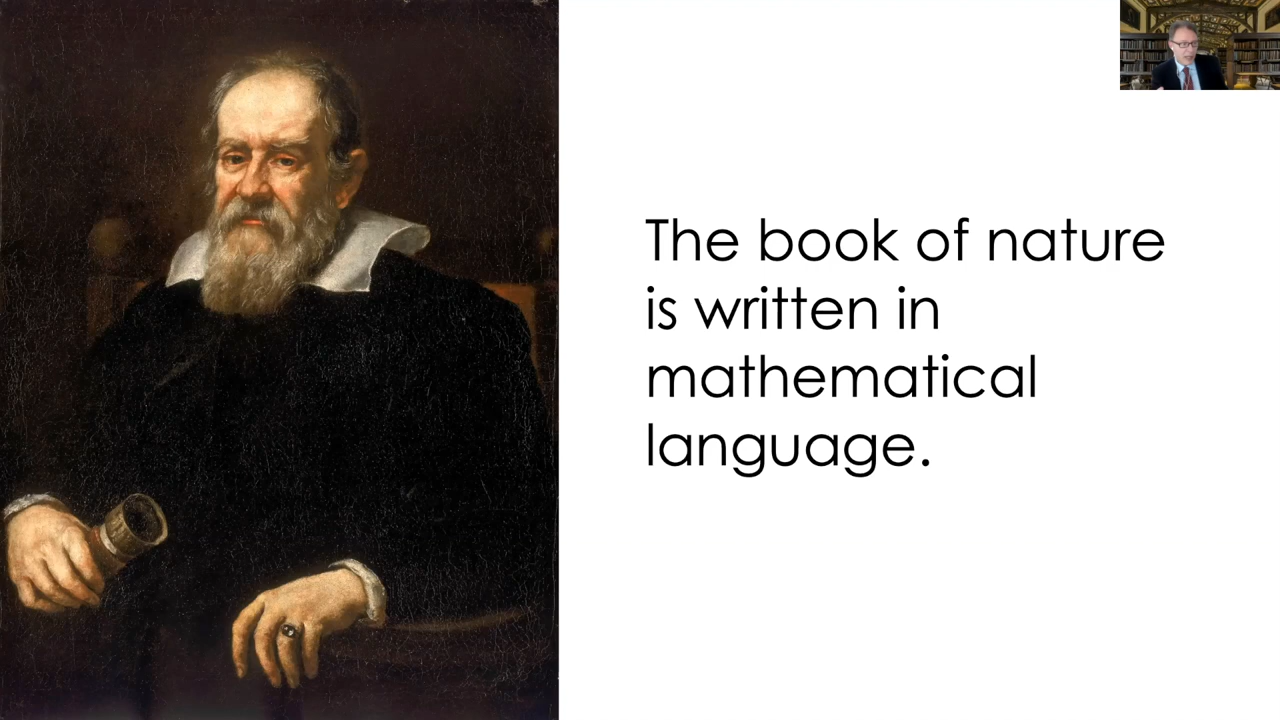 The book of nature
is written in
mathematical
language.